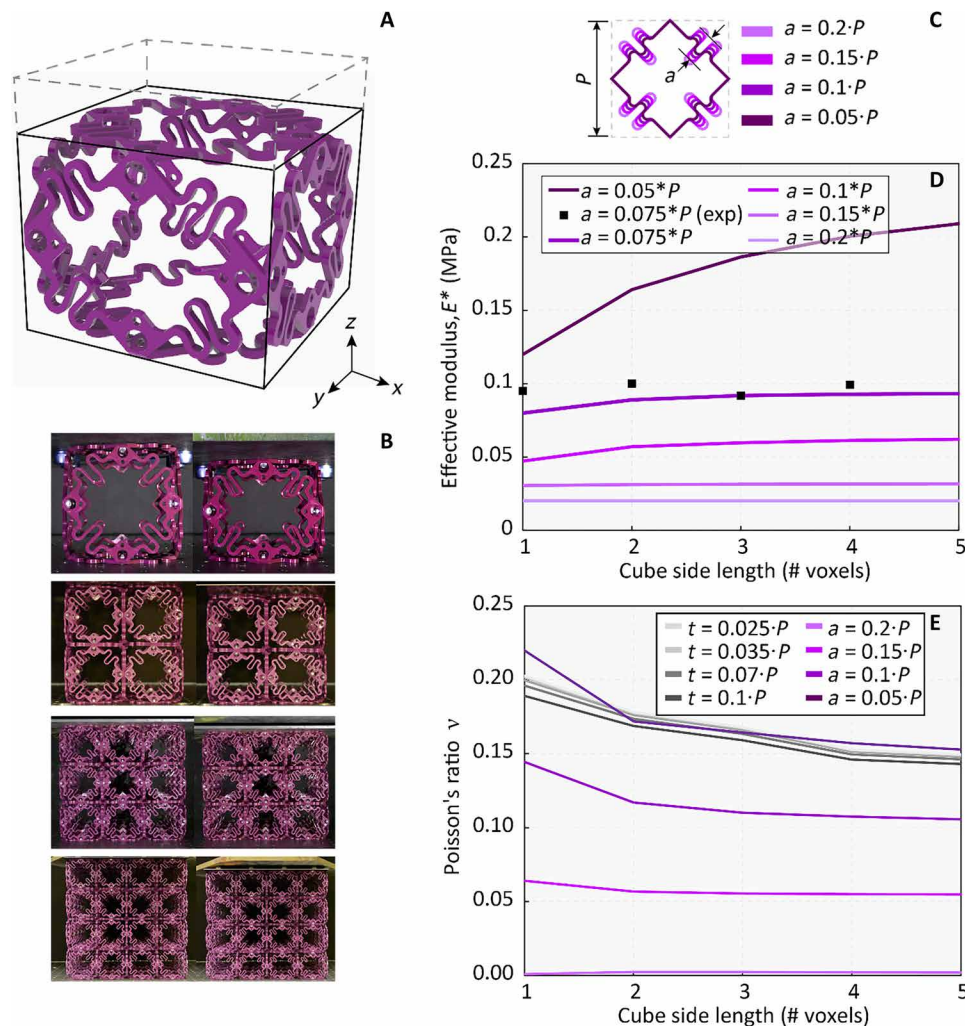 A
z
y
x
B
C
P
a
a = 0.2·P
a = 0.15·P
a = 0.1·P
a = 0.05·P
D
Effective modulus, E* (MPa)
0.25
0.2
0.15
0.1
0.05
0
a = 0.05*P
a = 0.075*P (exp)
a = 0.075*P
a = 0.1*P
a = 0.15*P
a = 0.2*P
1 2 3 4 5
Cube side length (# voxels)
E
Poisson's ratio ν
0.25
0.20
0.15
0.10
0.05
0.00
t = 0.025·P
t = 0.035·P
t = 0.07·P
t = 0.1·P
a = 0.2·P
a = 0.15·P
a = 0.1·P
a = 0.05·P
1 2 3 4 5
Cube side length (# voxels)